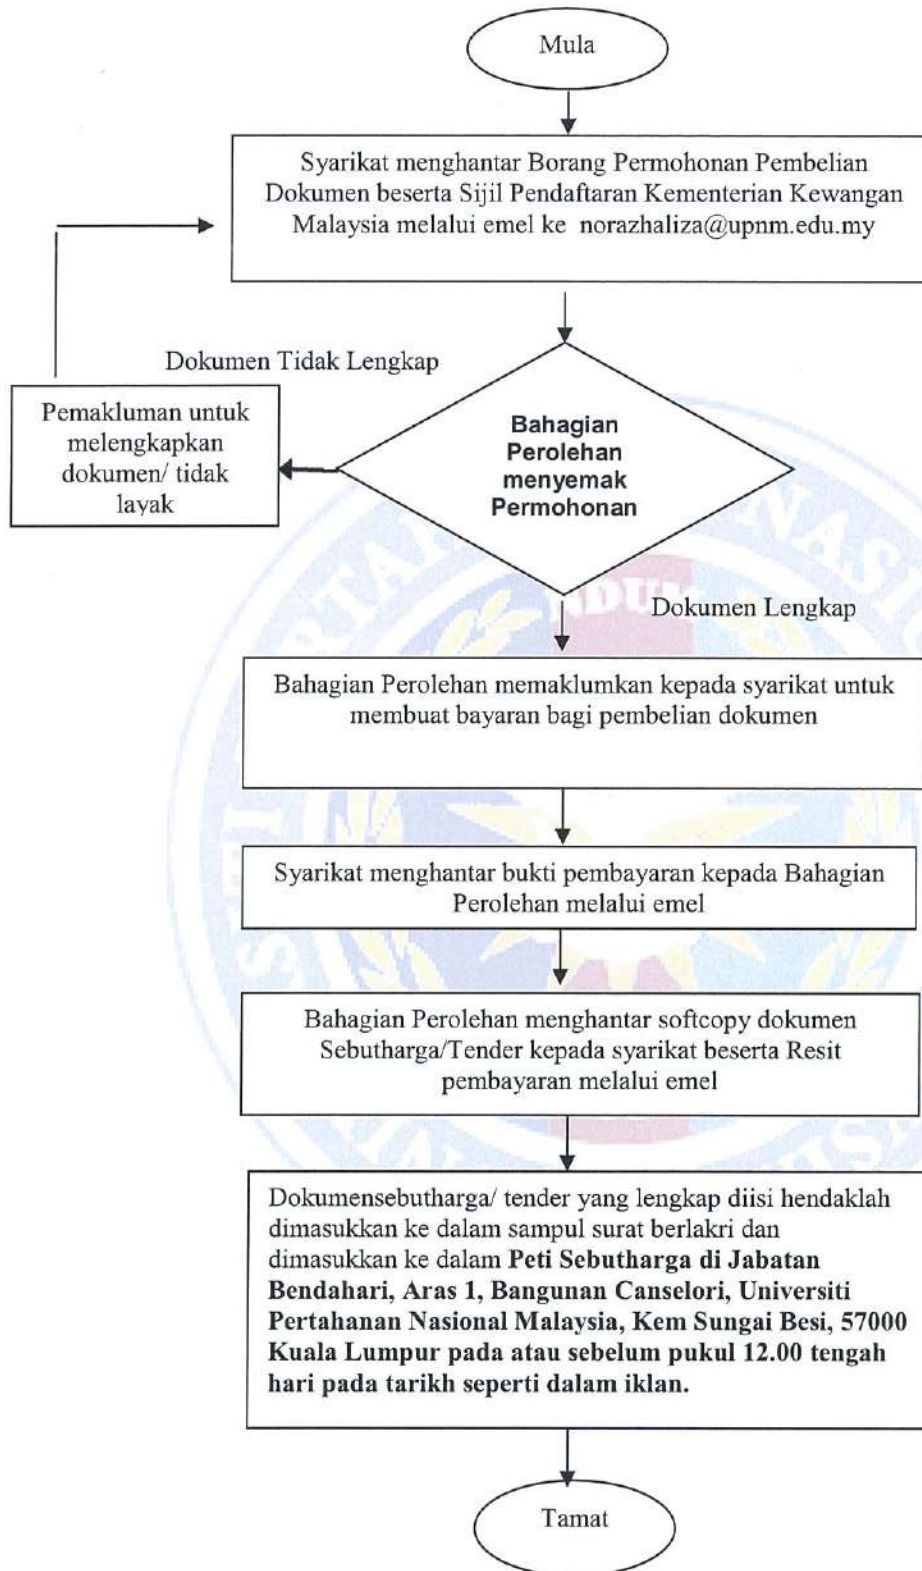 Mula
Syarikat menghantar Borang Permohonan Pembelian
Dokumen beserta Sijil Pendaftaran Kementerian Kewangan
Malaysia melalui emel ke norazhaliza@upnm.edu.my
Dokumen Tidak Lengkap
Pemakluman untuk
melengkapkan
dokumen/ tidak
layak
Bahagian
Perolehan
menyemak
Permohonan
Dokumen Lengkap
Bahagian Perolehan memaklumkan kepada syarikat untuk
membuat bayaran bagi pembelian dokumen
Syarikat menghantar bukti pembayaran kepada Bahagian
Perolehan melalui emel
Bahagian Perolehan menghantar softcopy dokumen
Sebutharga/Tender kepada syarikat beserta Resit
pembayaran melalui emel
Dokumensebutharga/ tender yang lengkap diisi hendaklah
dimasukkan ke dalam sampul surat berlakri dan
dimasukkan ke dalam Peti Sebutharga di Jabatan
Bendahari, Aras 1, Bangunan Canselori, Universiti
Pertahanan Nasional Malaysia, Kem Sungai Besi, 57000
Kuala Lumpur pada atau sebelum pukul 12.00 tengah
hari pada tarikh seperti dalam iklan.
Tamat